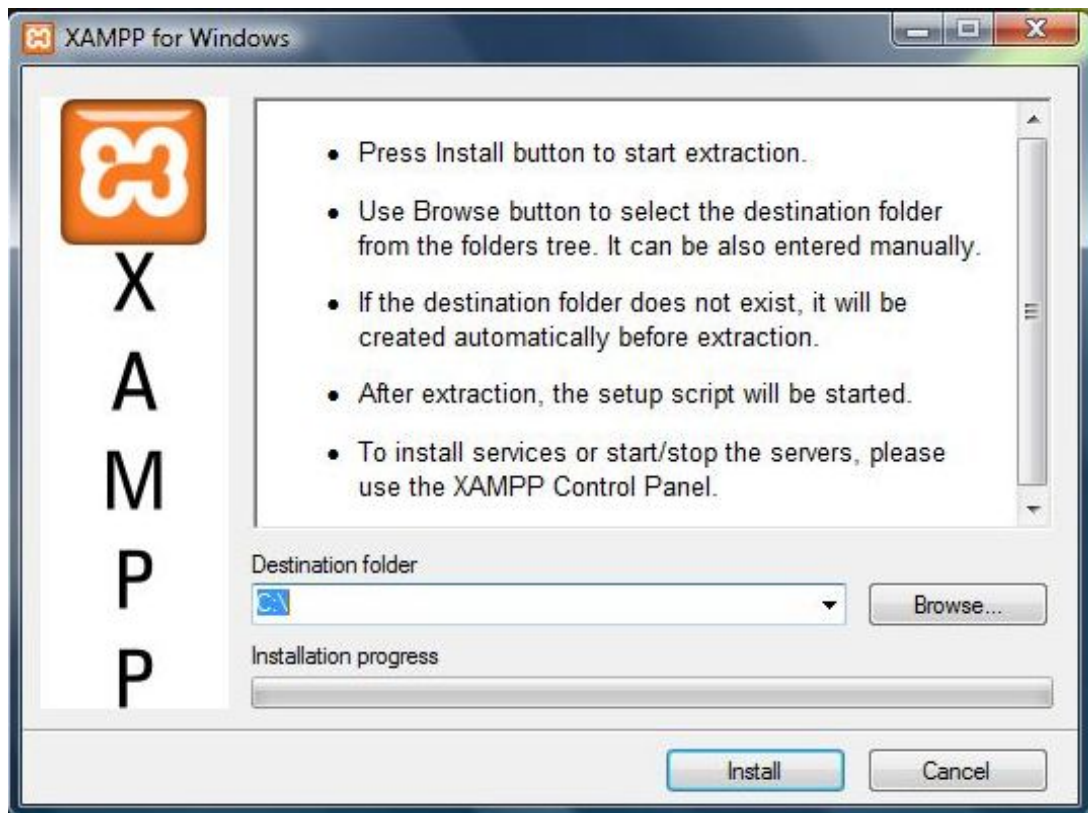 XAMPP for Windows
X
A
M
P
P
• Press Install button to start extraction.
• Use Browse button to select the destination folder
from the folders tree. It can be also entered manually.
• If the destination folder does not exist, it will be
created automatically before extraction.
• After extraction, the setup script will be started.
• To install services or start/stop the servers, please
use the XAMPP Control Panel.
Destination folder
C:\
Browse...
Installation progress
Install
Cancel